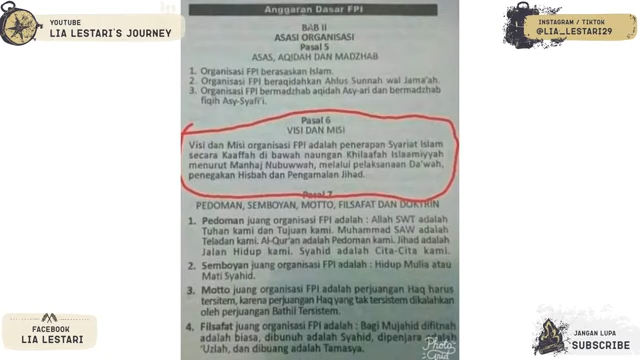 YOUTUBE
LIA LESTARI'S JOURNEY
INSTAGRAM / TIKTOK
@LIA_LESTARI29
Anggaran Dasar FPI
BAB II
ASASI ORGANISASI
Pasal 5
ASAS, AQIDAH DAN MADZHAB
1. Organisasi FPI berasaskan Islam.
2. Organisasi FPI beraqidahkan Ahlus Sunnah wal Jama'ah.
3. Organisasi FPI bermadzhab aqidah Asy-ari dan bermadzhab
fiqih Asy-Syafi'i.
Pasal 6
VISI DAN MISI
Visi dan Misi organisasi FPI adalah penerapan Syariat Islam
secara Kaaffah di bawah naungan Khilaafah Islaamiyyah
menurut Manhaj Nubuwwah, melalui pelaksanaan Da'wah,
penegakan Hisbah dan Pengamalan Jihad.
Pasal 7
PEDOMAN, SEMBOYAN, MOTTO, FILSAFAT DAN DOKTRIN
1. Pedoman juang organisasi FPI adalah : Allah SWT adalah
Tuhan kami dan Tujuan kami. Muhammad SAW adalah
Teladan kami. Al-Qur'an adalah Pedoman kami. Jihad adalah
Jalan Hidup kami. Syahid adalah Cita-Cita kami.
2. Semboyan juang organisasi FPI adalah : Hidup Mulia atau
Mati Syahid.
3. Motto juang organisasi FPI adalah perjuangan Haq harus
tersitem, karena perjuangan Haq yang tak tersistem dikalahkan
oleh perjuangan Bathil Tersistem.
4. Filsafat juang organisasi FPI adalah : Bagi Mujahid difitnah
adalah biasa, dibunuh adalah Syahid, dipenjara adalah
'Uzlah, dan dibuang adalah Tamasya.
Photo
Grid
FACEBOOK
LIA LESTARI
JANGAN LUPA
SUBSCRIBE